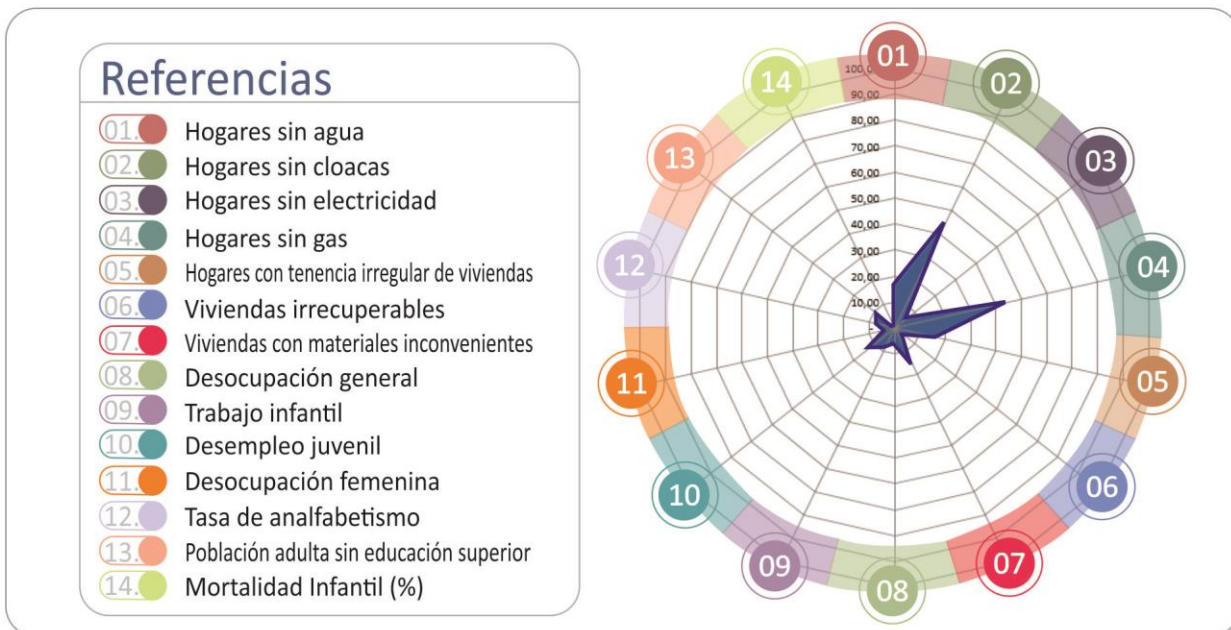 Referencias
01. Hogares sin agua
02. Hogares sin cloacas
03. Hogares sin electricidad
04. Hogares sin gas
05. Hogares con tenencia irregular de viviendas
06. Viviendas irrecuperables
07. Viviendas con materiales inconvenientes
08. Desocupación general
09. Trabajo infantil
10. Desempleo juvenil
11. Desocupación femenina
12. Tasa de analfabetismo
13. Población adulta sin educación superior
14. Mortalidad Infantil (%)
01
02
03
04
05
06
07
08
09
10
11
12
13
14
90,00
80,00
70,00
60,00
50,00
40,00
30,00
20,00
10,00
-